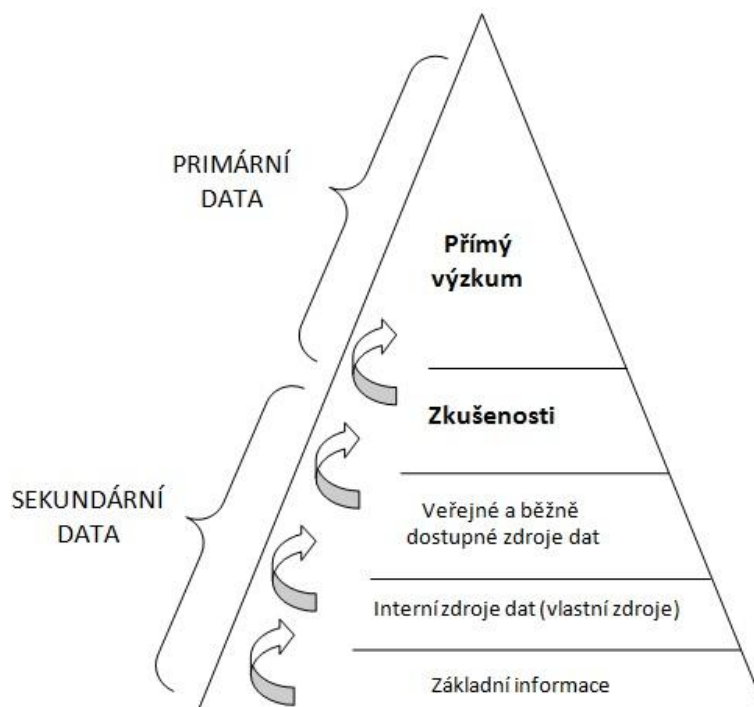 PRIMÁRNÍ
DATA
Přímý
výzkum
Zkušenosti
SEKUNDÁRNÍ
DATA
Veřejné a běžně
dostupné zdroje dat
Interní zdroje dat (vlastní zdroje)
Základní informace